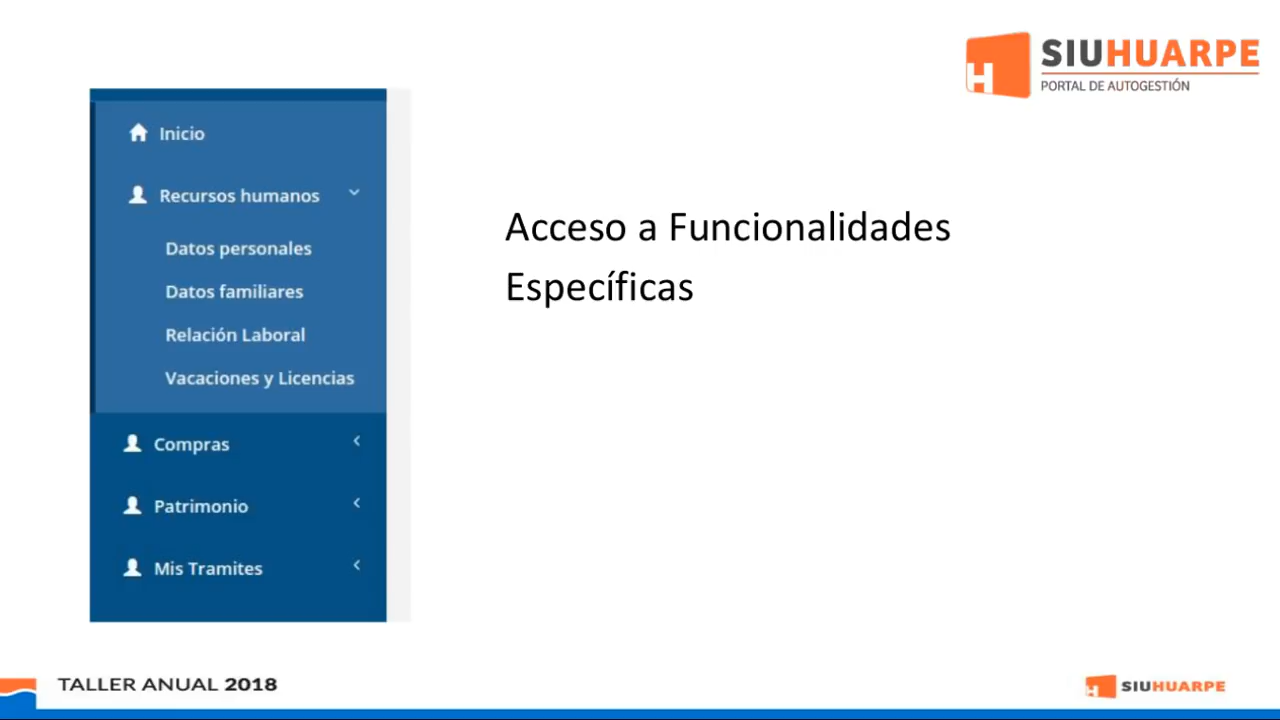 SIUHUARPE
PORTAL DE AUTOGESTIÓN
Inicio
Recursos humanos
Datos personales
Datos familiares
Relación Laboral
Vacaciones y Licencias
Compras
Patrimonio
Mis Tramites
Acceso a Funcionalidades
Específicas
TALLER ANUAL 2018
SIUHUARPE